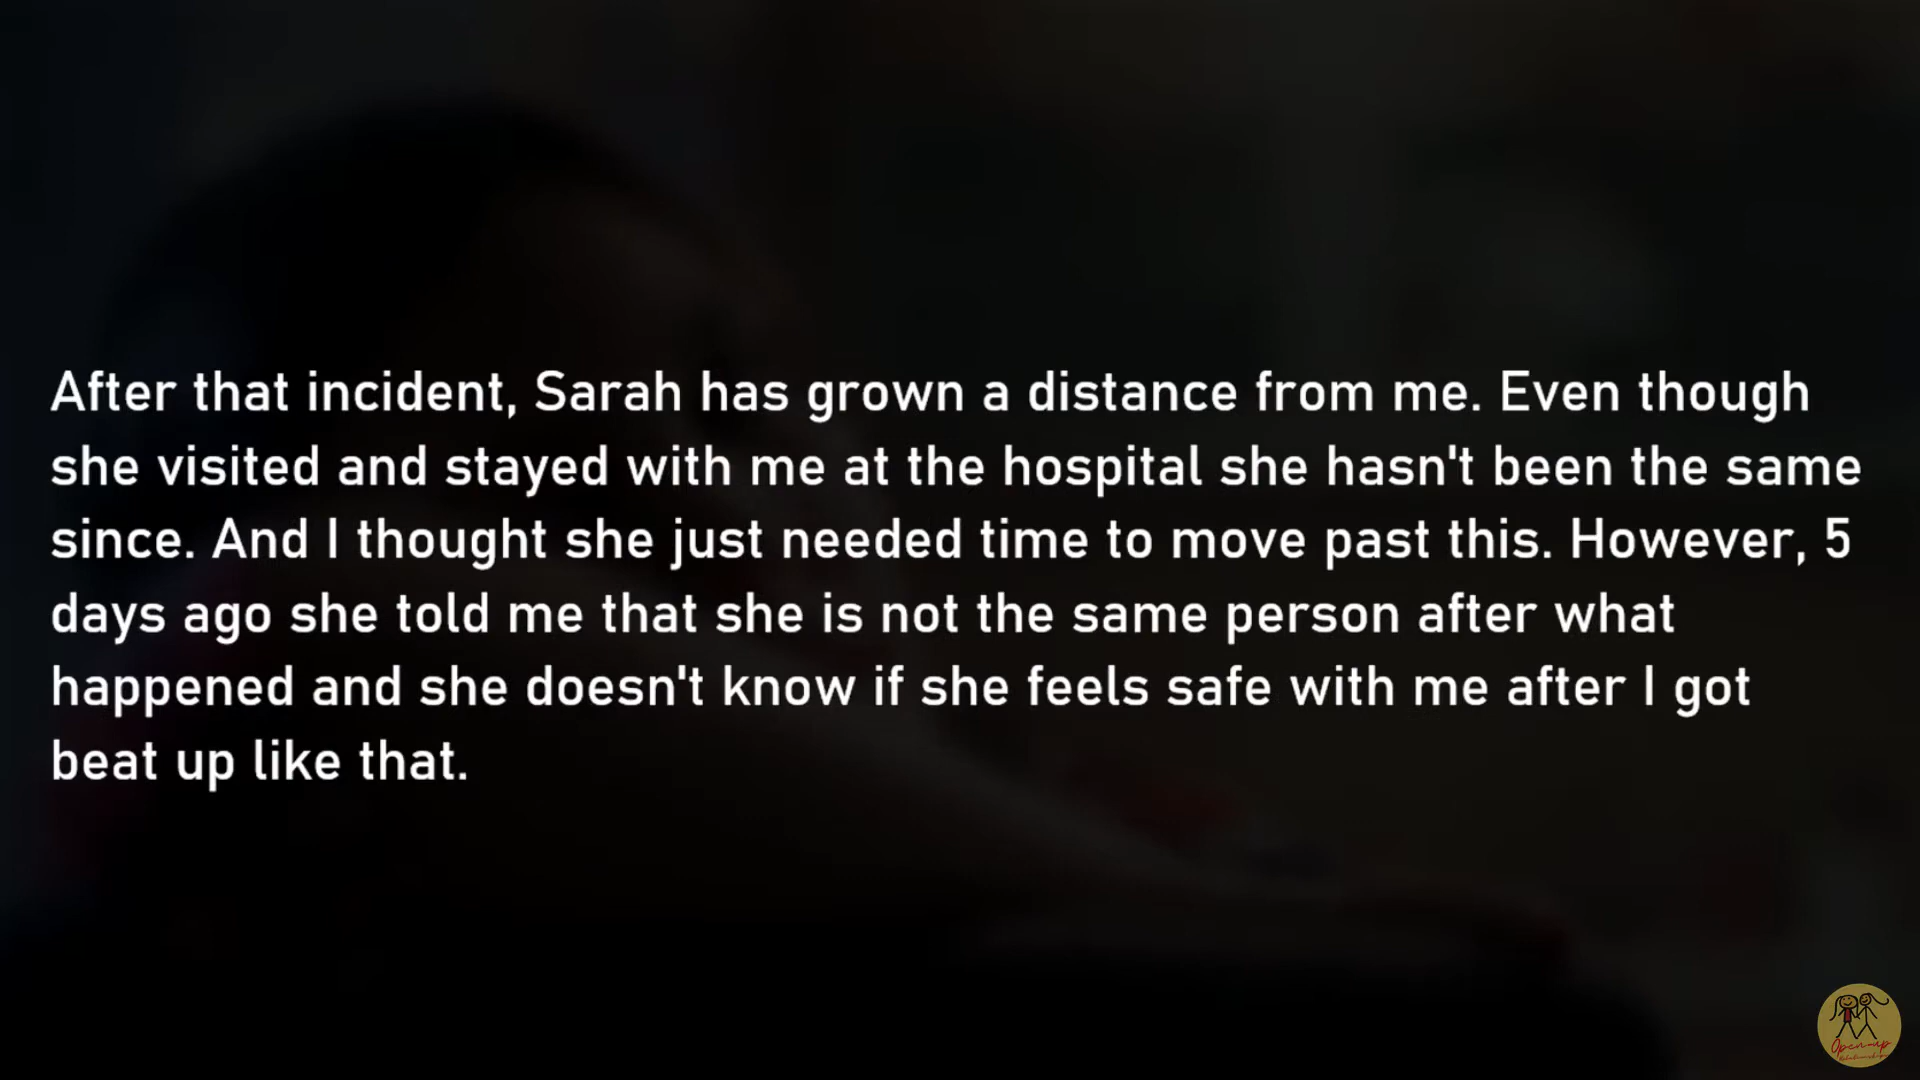 After that incident, Sarah has grown a distance from me. Even though
she visited and stayed with me at the hospital she hasn't been the same
since. And I thought she just needed time to move past this. However, 5
days ago she told me that she is not the same person after what
happened and she doesn't know if she feels safe with me after I got
beat up like that.
Open-up